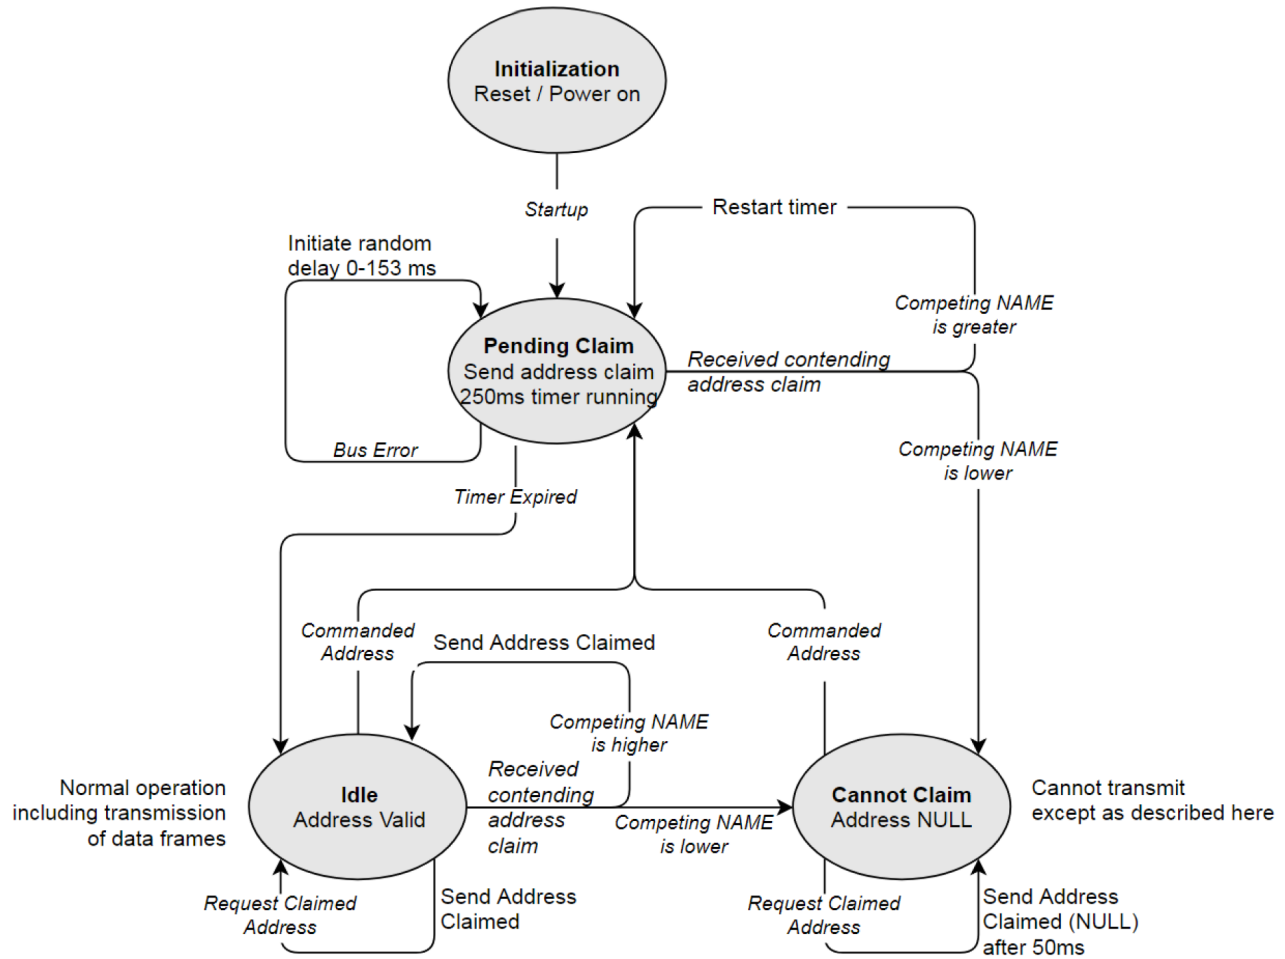 Initialization
Reset / Power on
Startup
Restart timer
Initiate random
delay 0-153 ms
Competing NAME
is greater
Pending Claim
Send address claim
250ms timer running
Received contending
address claim
Bus Error
Competing NAME
is lower
Timer Expired
Commanded
Address
Send Address Claimed
Commanded
Address
Competing NAME
is higher
Normal operation
including transmission
of data frames
Idle
Address Valid
Received
contending
address
claim
Competing NAME
is lower
Cannot Claim
Address NULL
Cannot transmit
except as described here
Request Claimed
Address
Send Address
Claimed
Request Claimed
Address
Send Address
Claimed (NULL)
after 50ms